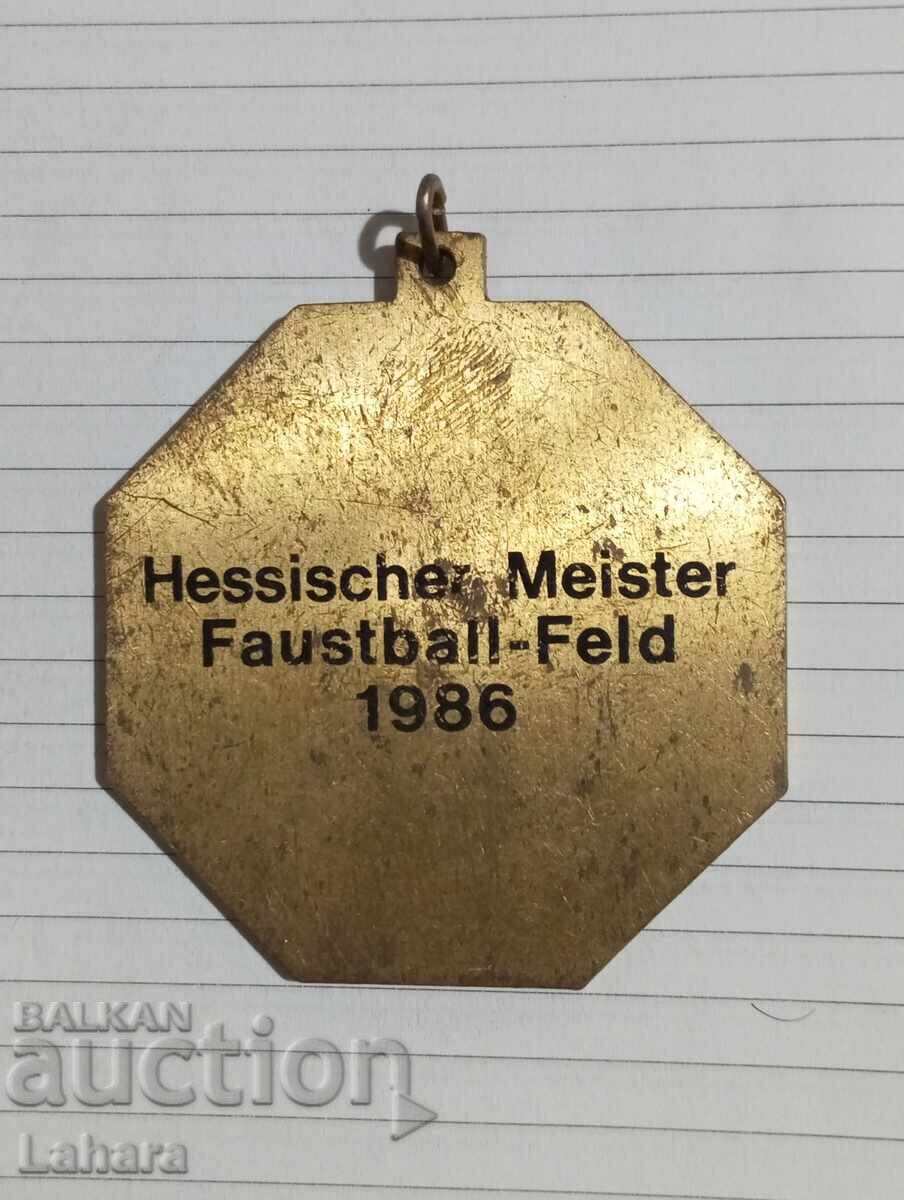 Hessischer Meister
Faustball-Feld
1986
BALKAN
auction
Lahara